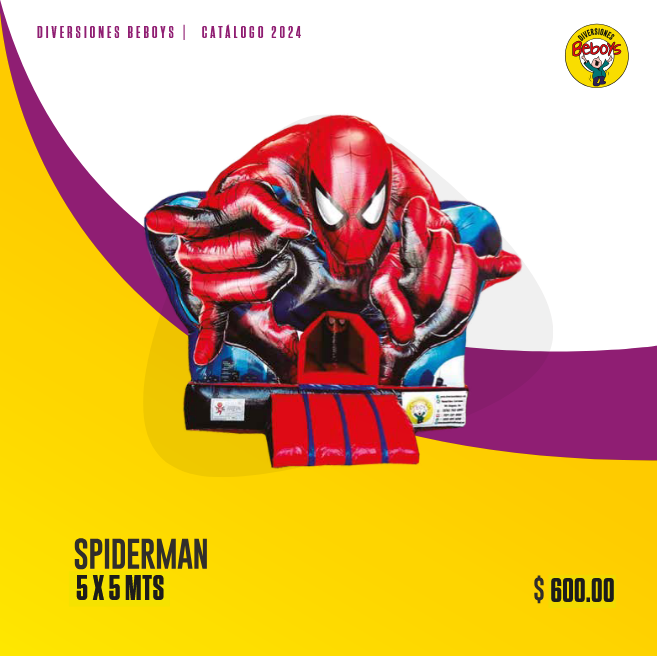 DIVERSIONES BEBOYS | CATÁLOGO 2024
DIVERSIONES
Beboys
SPIDERMAN
5 X 5 MTS
$ 600.00